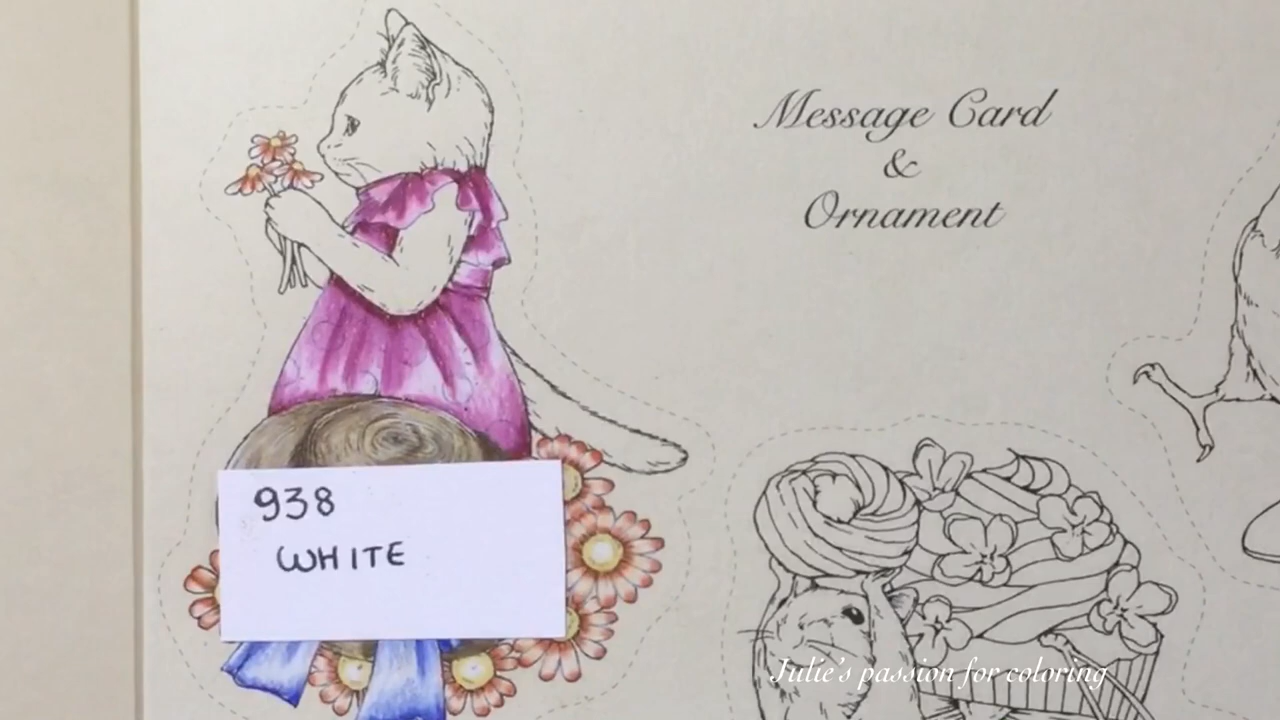 Message Card
&
Ornament
938
WHITE
Julie's passion for coloring